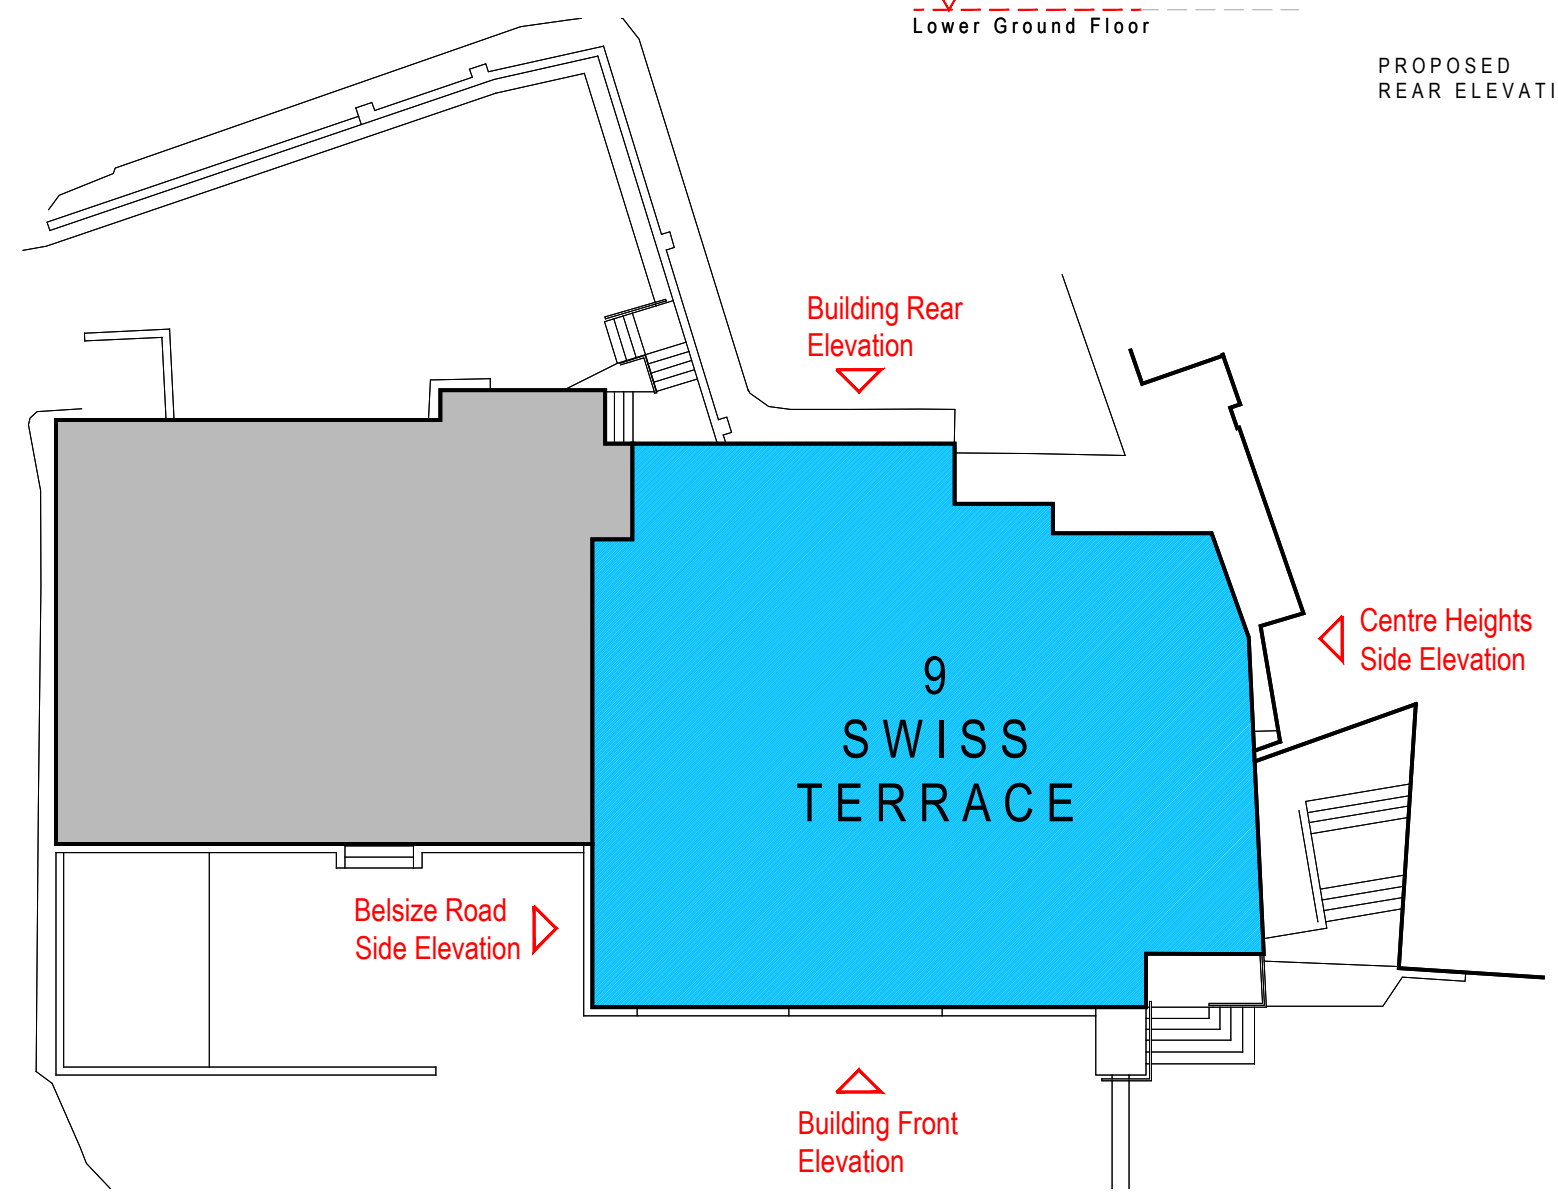 Lower Ground Floor
PROPOSED
REAR ELEVATI
Building Rear
Elevation
Centre Heights
Side Elevation
9
SWISS
TERRACE
Belsize Road
Side Elevation
Building Front
Elevation